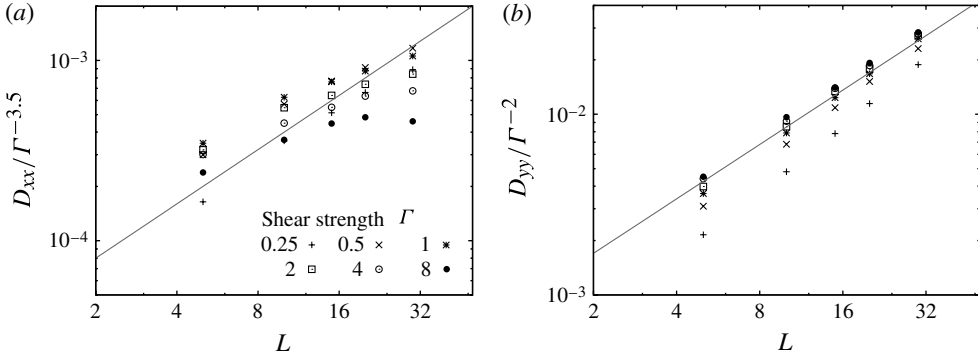 (a)
10⁻³
10⁻⁴
D_xx/Γ^−3.5
Shear strength Γ
0.25 + 0.5 × 1 ∗
2 ⊡ 4 ⊙ 8 ●
2 4 8 16 32
L
(b)
10⁻²
10⁻³
D_yy/Γ^−2
2 4 8 16 32
L